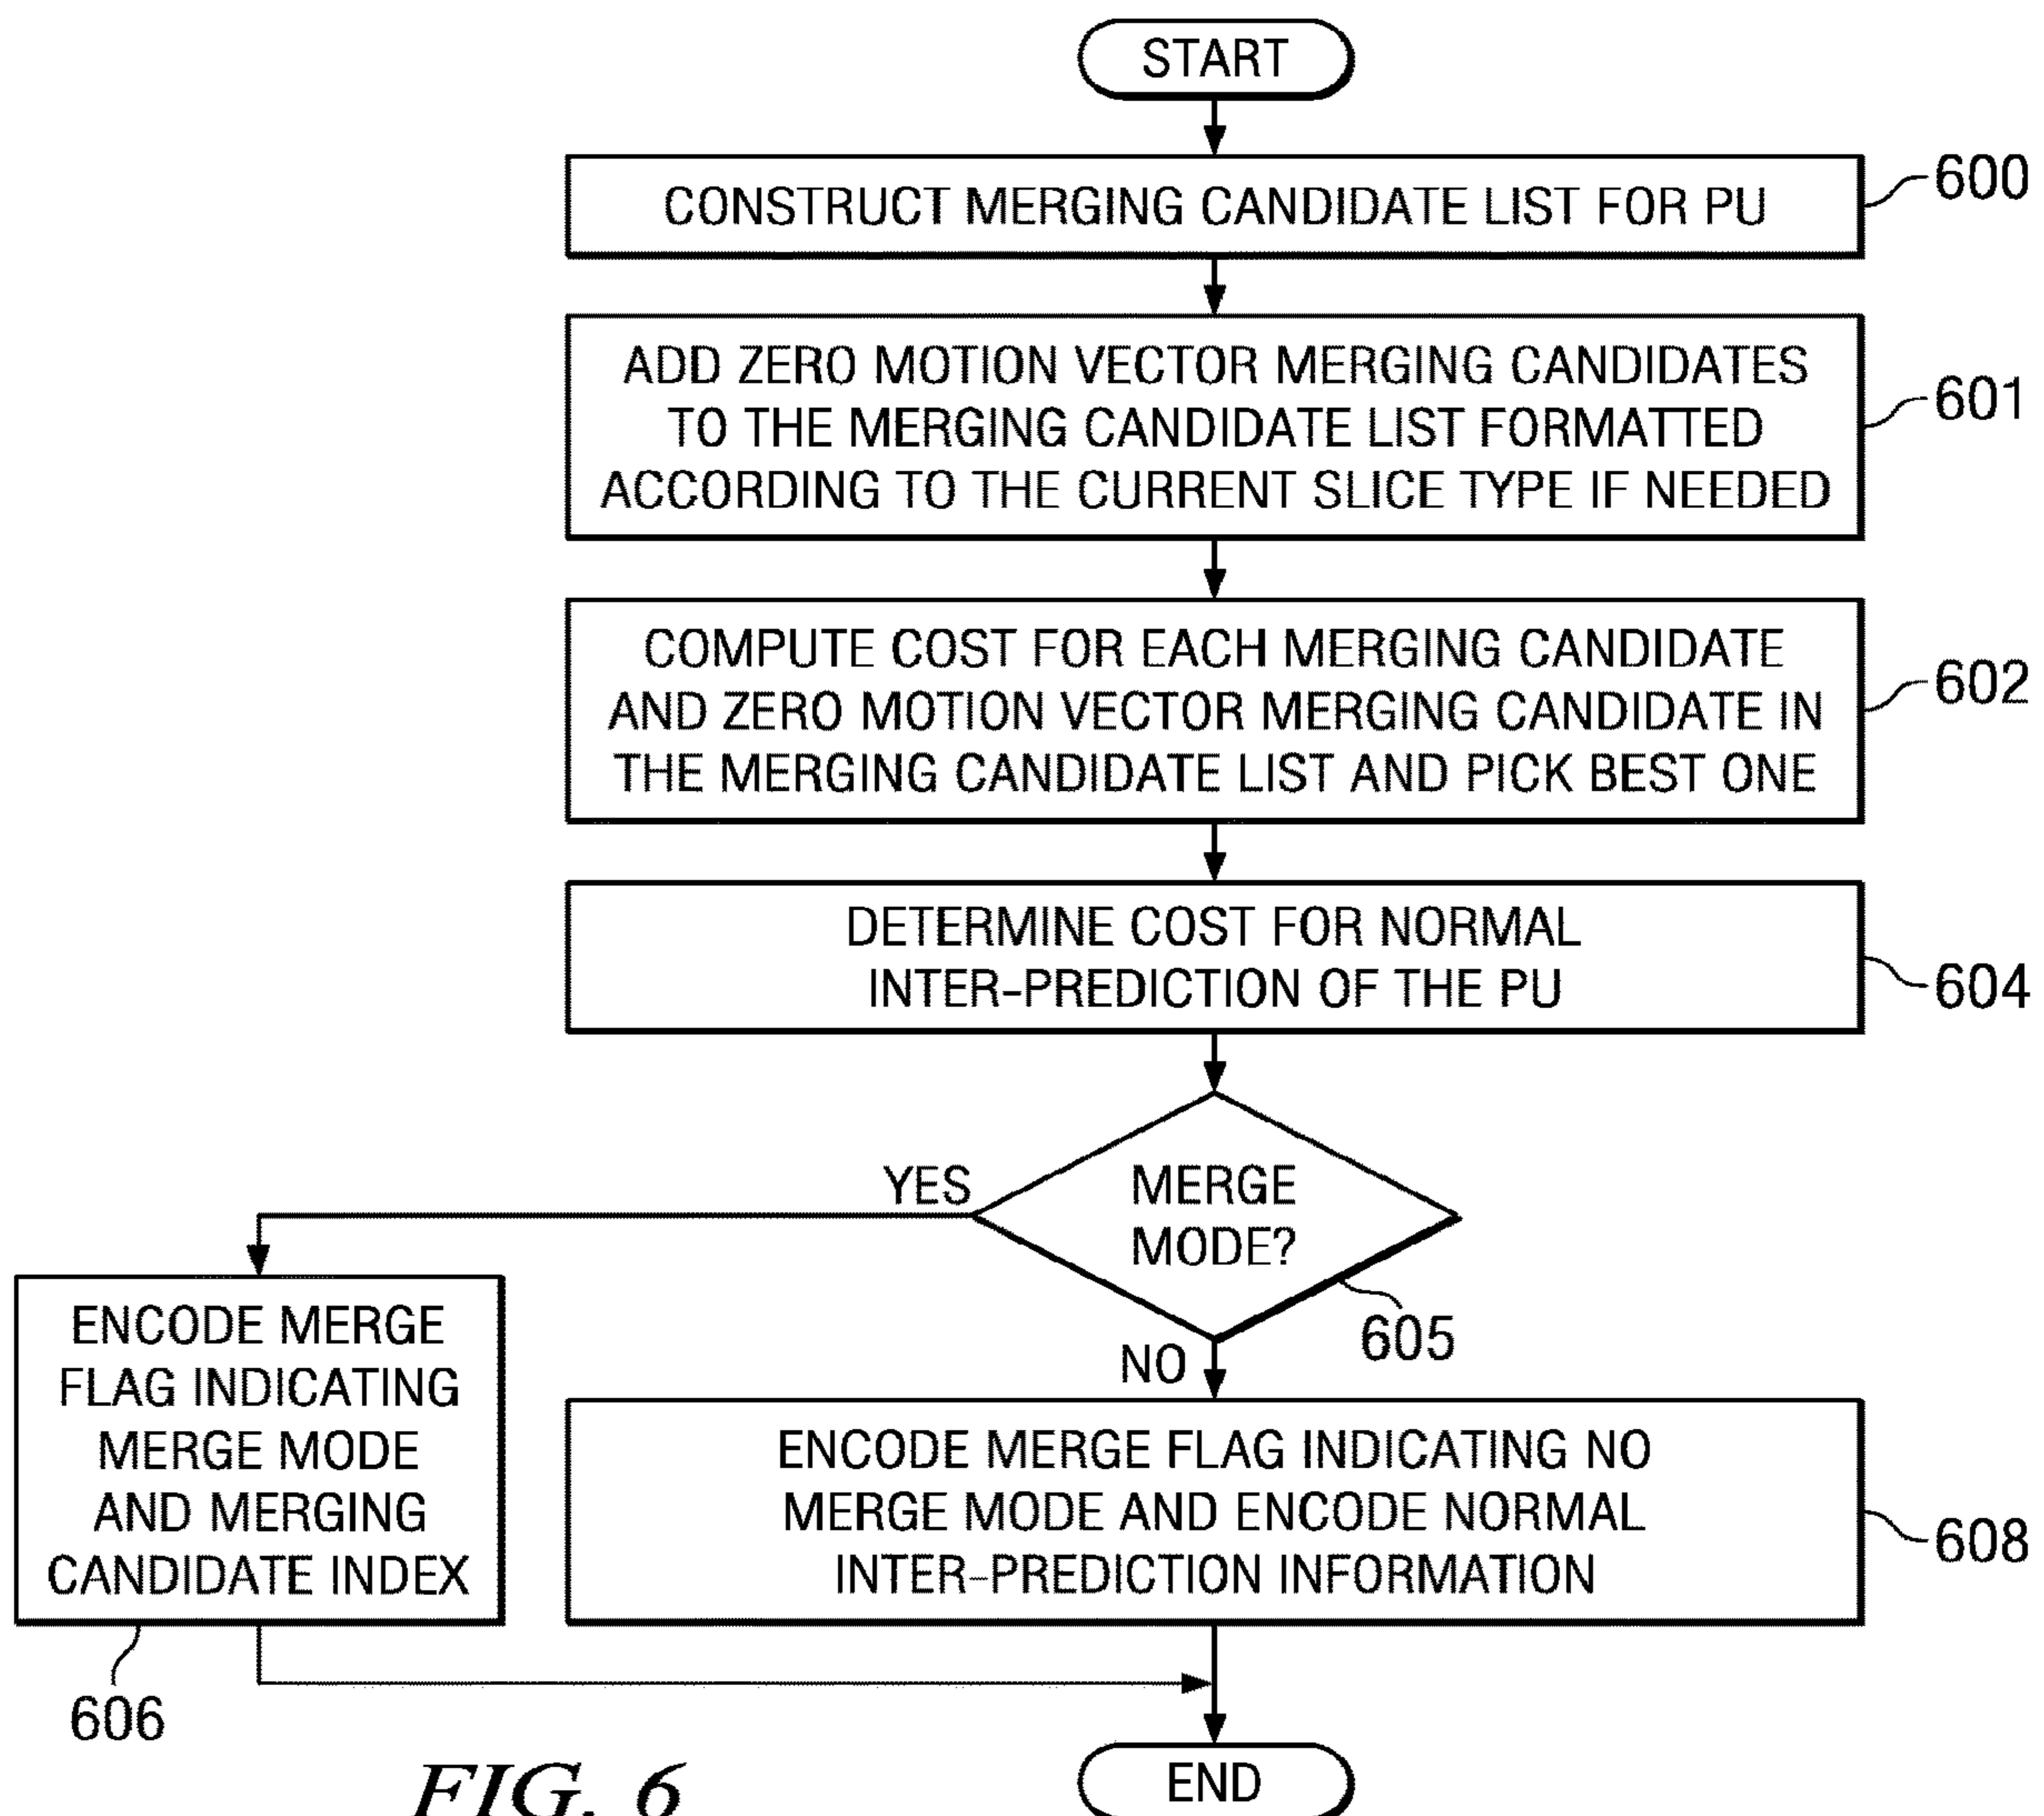 START
CONSTRUCT MERGING CANDIDATE LIST FOR PU
600
ADD ZERO MOTION VECTOR MERGING CANDIDATES
TO THE MERGING CANDIDATE LIST FORMATTED
ACCORDING TO THE CURRENT SLICE TYPE IF NEEDED
601
COMPUTE COST FOR EACH MERGING CANDIDATE
AND ZERO MOTION VECTOR MERGING CANDIDATE IN
THE MERGING CANDIDATE LIST AND PICK BEST ONE
602
DETERMINE COST FOR NORMAL
INTER-PREDICTION OF THE PU
604
MERGE
MODE?
605
YES
NO
ENCODE MERGE
FLAG INDICATING
MERGE MODE
AND MERGING
CANDIDATE INDEX
606
ENCODE MERGE FLAG INDICATING NO
MERGE MODE AND ENCODE NORMAL
INTER-PREDICTION INFORMATION
608
END
FIG. 6